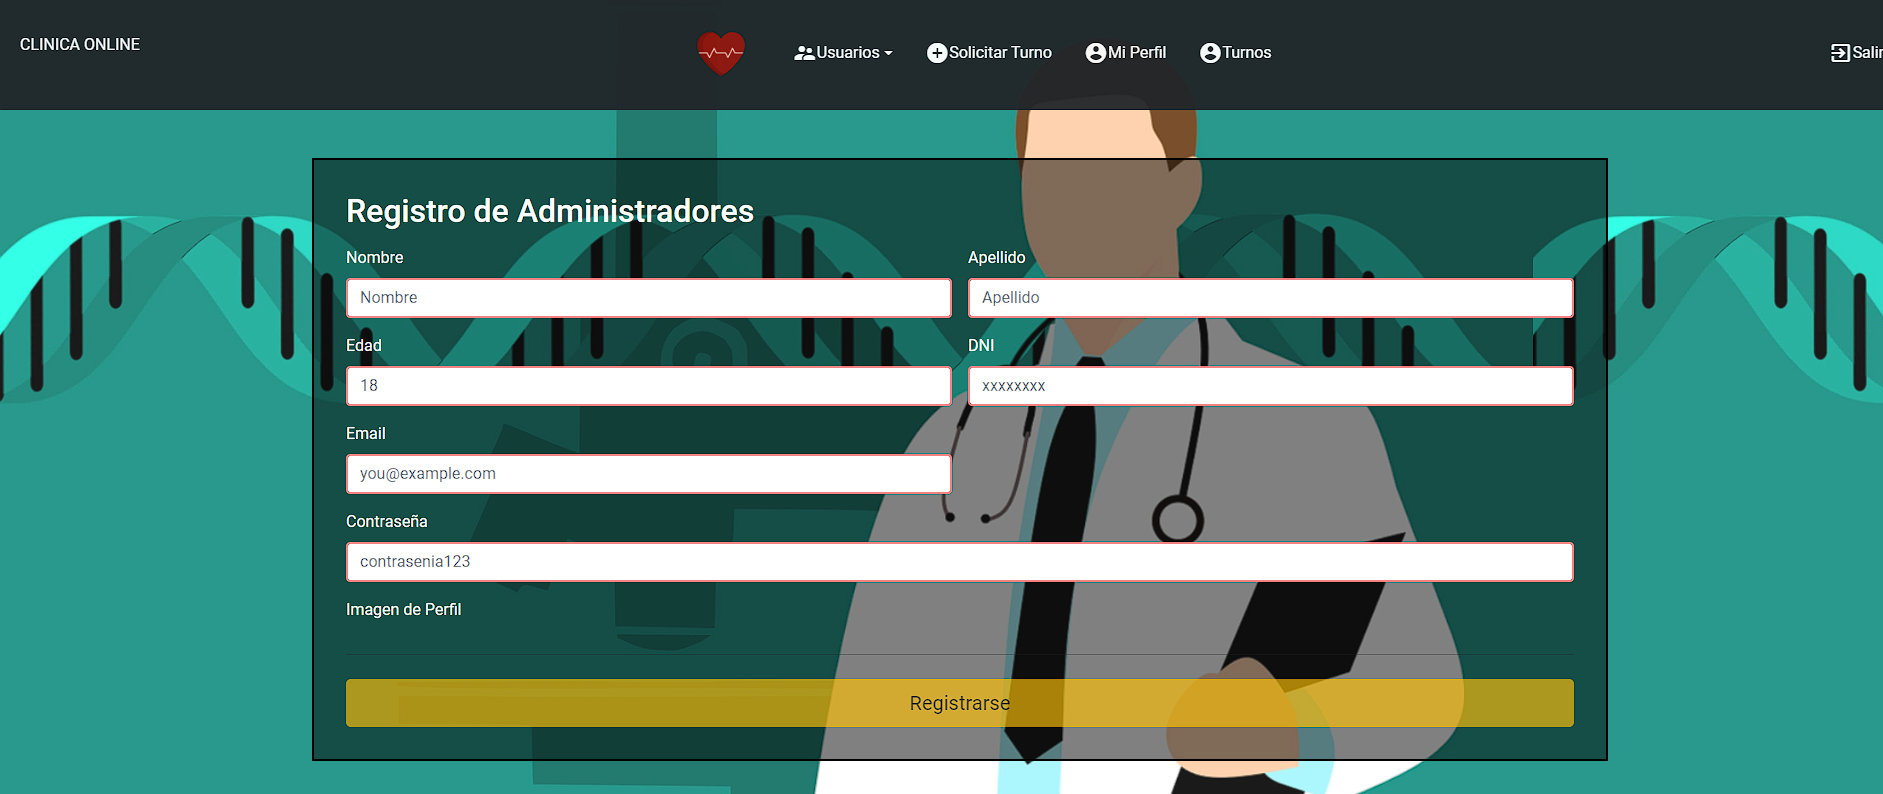 CLINICA ONLINE
Usuarios
Solicitar Turno
Mi Perfil
Turnos
Salir
Registro de Administradores
Nombre
Apellido
Nombre
Apellido
Edad
DNI
18
xxxxxxxx
Email
you@example.com
Contraseña
contrasenia123
Imagen de Perfil
Registrarse